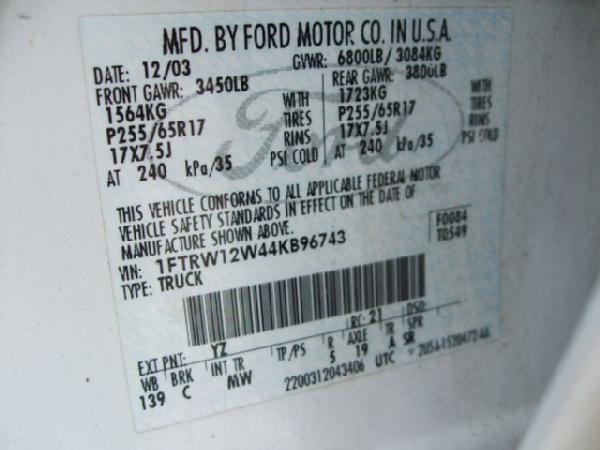 MFD. BY FORD MOTOR CO. IN U.S.A.
DATE: 12/03 GVWR: 6800LB/3084KG
FRONT GAWR: 3450LB REAR GAWR: 3800LB
1564KG WITH 1723KG WITH
P255/65R17 TIRES P255/65R17 TIRES
17X7.5J RIMS 17X7.5J RIMS
AT 240 kPa/35 PSI COLD AT 240 kPa/35 PSI COLD
Ford
THIS VEHICLE CONFORMS TO ALL APPLICABLE FEDERAL MOTOR
VEHICLE SAFETY STANDARDS IN EFFECT ON THE DATE OF
MANUFACTURE SHOWN ABOVE.
F0084
T0549
VIN: 1FTRW12W44KB96743
TYPE: TRUCK
EXT PNT: YZ RC: 21 DSO:
WB BRK INT TR TP/PS R AXLE TR SPR
139 C MW 5 19 A SR
2200312043406 UTC